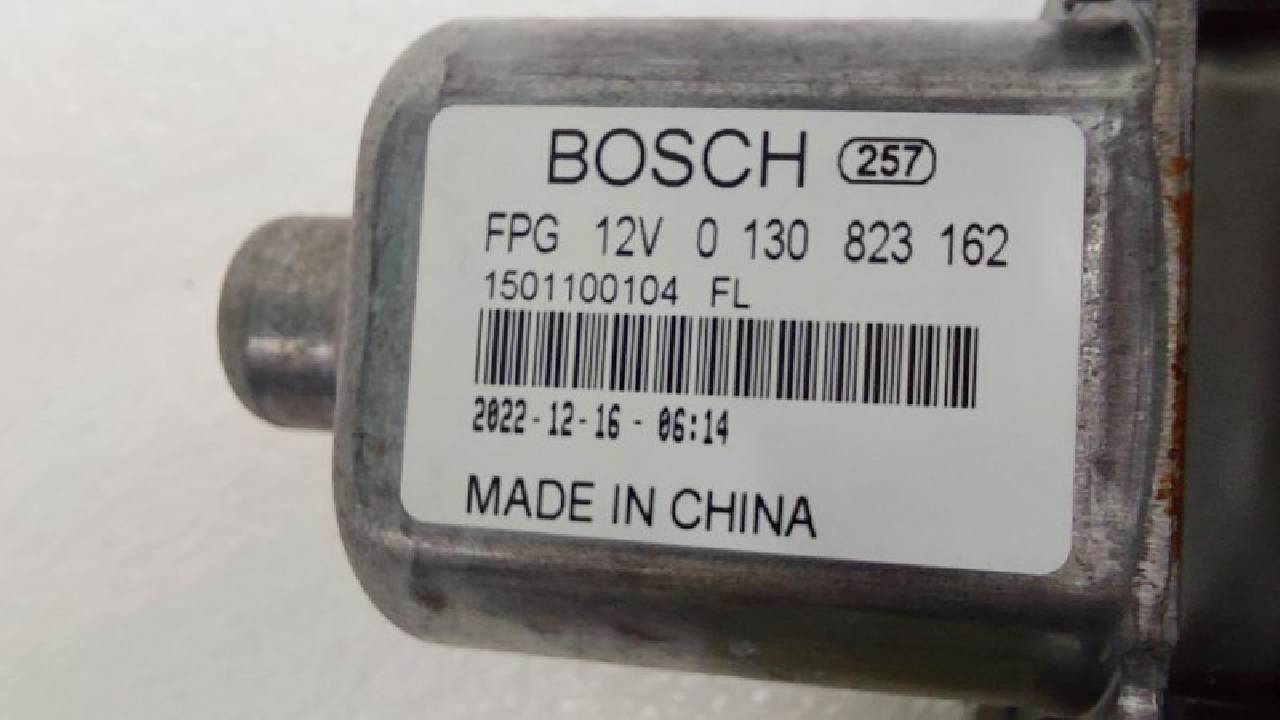 BOSCH 257
FPG 12V 0 130 823 162
1501100104 FL
2022-12-16 - 06:14
MADE IN CHINA